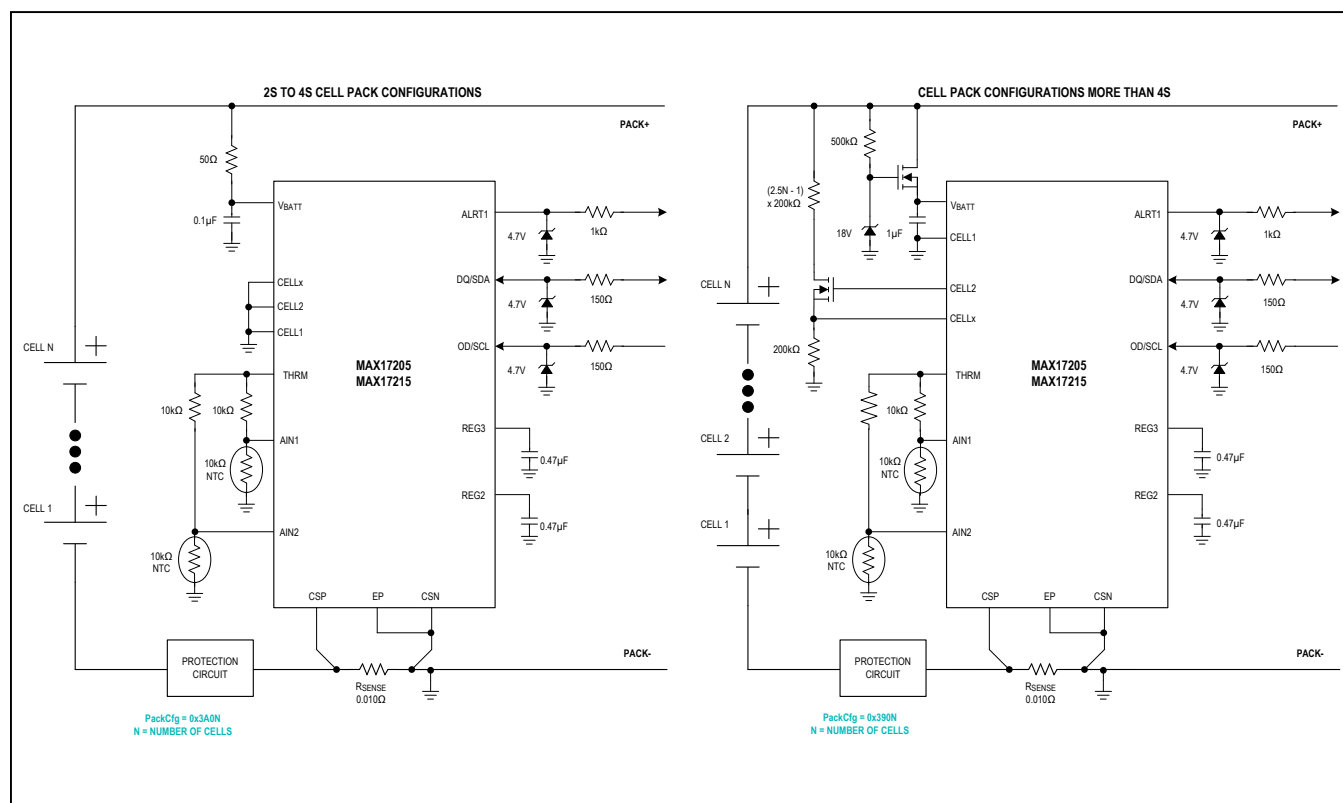 2S TO 4S CELL PACK CONFIGURATIONS
PACK+
50Ω
VBATT
0.1µF
CELLx
CELL2
CELL1
CELL N
MAX17205
MAX17215
THRM
10kΩ
10kΩ
AIN1
10kΩ
NTC
CELL 1
AIN2
10kΩ
NTC
ALRT1
4.7V
1kΩ
DQ/SDA
4.7V
150Ω
OD/SCL
4.7V
150Ω
REG3
0.47µF
REG2
0.47µF
CSP
EP
CSN
PACK-
PROTECTION
CIRCUIT
RSENSE
0.010Ω
PackCfg = 0x3A0N
N = NUMBER OF CELLS
CELL PACK CONFIGURATIONS MORE THAN 4S
PACK+
500kΩ
(2.5N - 1)
x 200kΩ
VBATT
18V
1µF
CELL1
CELL2
CELLx
CELL N
200kΩ
MAX17205
MAX17215
THRM
10kΩ
AIN1
10kΩ
NTC
CELL 2
CELL 1
AIN2
10kΩ
NTC
ALRT1
4.7V
1kΩ
DQ/SDA
4.7V
150Ω
OD/SCL
4.7V
150Ω
REG3
0.47µF
REG2
0.47µF
CSP
EP
CSN
PACK-
PROTECTION
CIRCUIT
RSENSE
0.010Ω
PackCfg = 0x390N
N = NUMBER OF CELLS